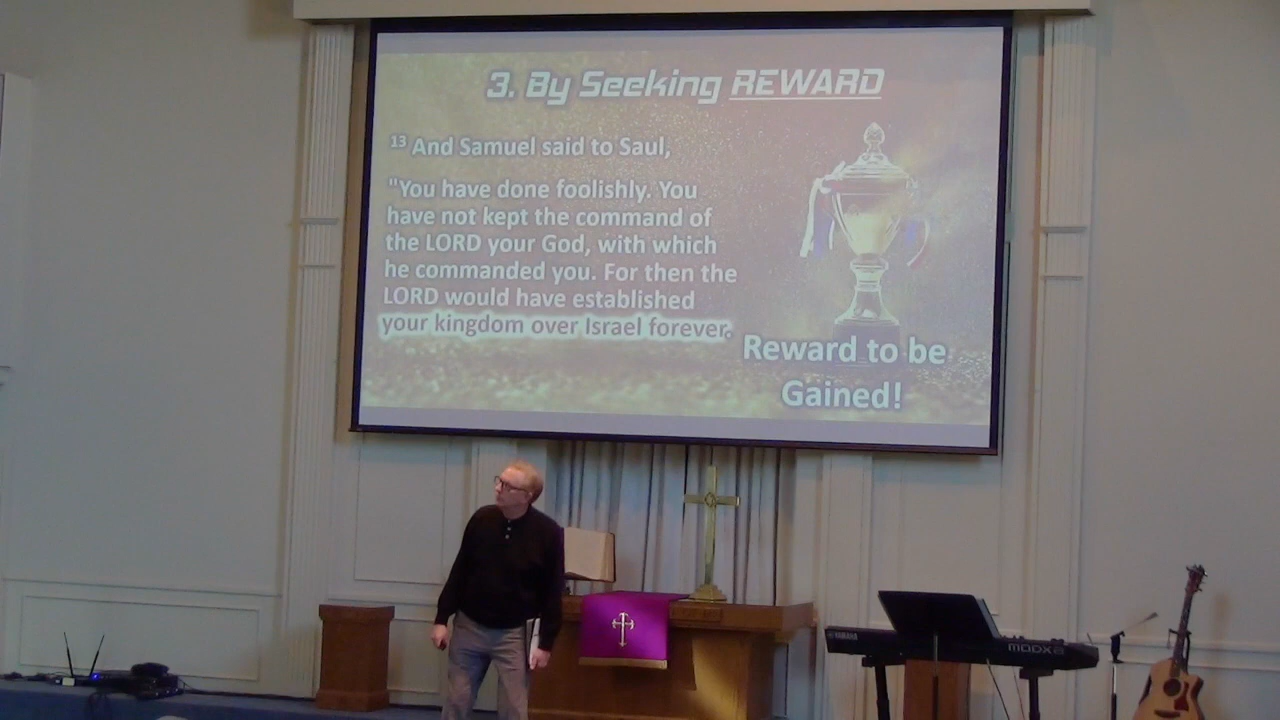 3. By Seeking REWARD
13 And Samuel said to Saul,
"You have done foolishly. You
have not kept the command of
the LORD your God, with which
he commanded you. For then the
LORD would have established
your kingdom over Israel forever.
Reward to be
Gained!
YAMAHA
MODX8